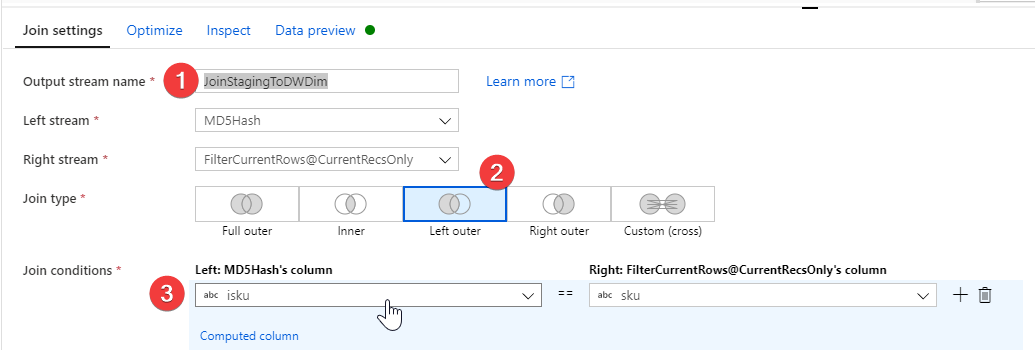 Join settings Optimize Inspect Data preview
Output stream name * 1 JoinStagingToDWDim Learn more
Left stream * MD5Hash
Right stream * FilterCurrentRows@CurrentRecsOnly
2
Join type *
Full outer Inner Left outer Right outer Custom (cross)
Join conditions * Left: MD5Hash's column Right: FilterCurrentRows@CurrentRecsOnly's column
3 abc isku == abc sku +
Computed column